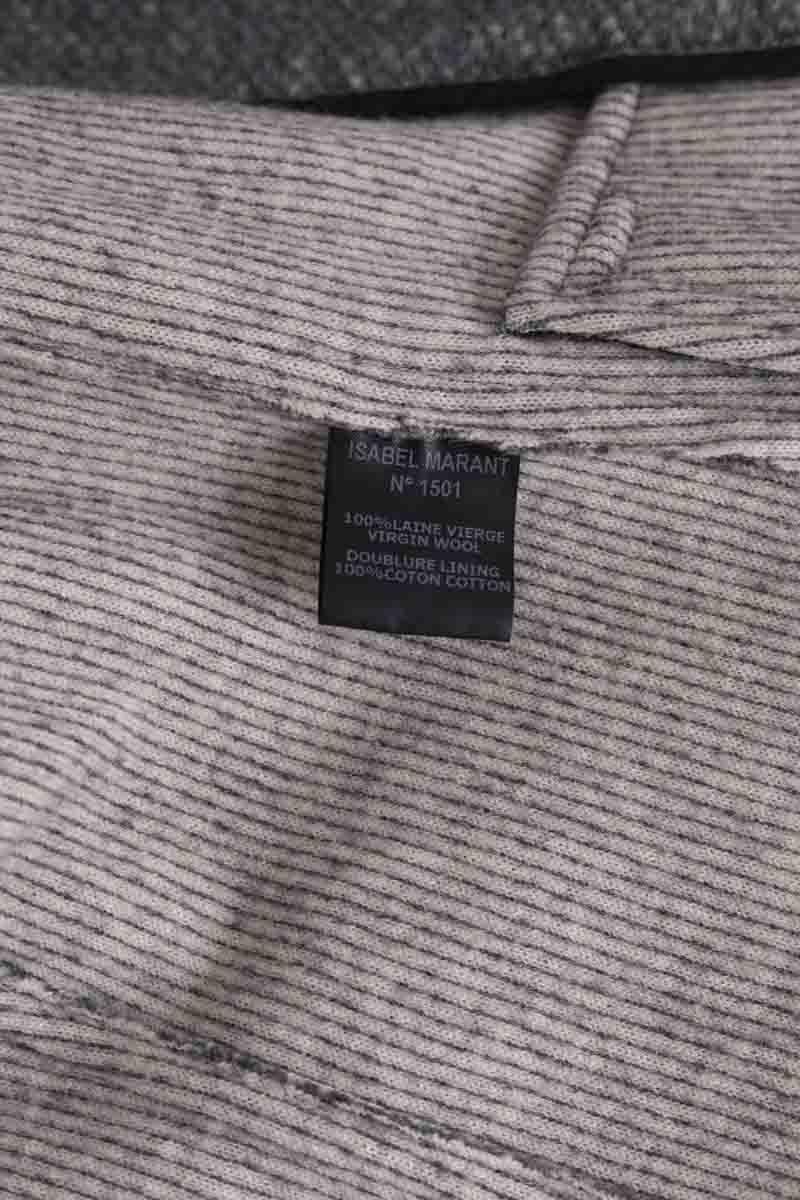 ISABEL MARANT
N° 1501
100%LAINE VIERGE
VIRGIN WOOL
DOUBLURE LINING
100%COTON COTTON